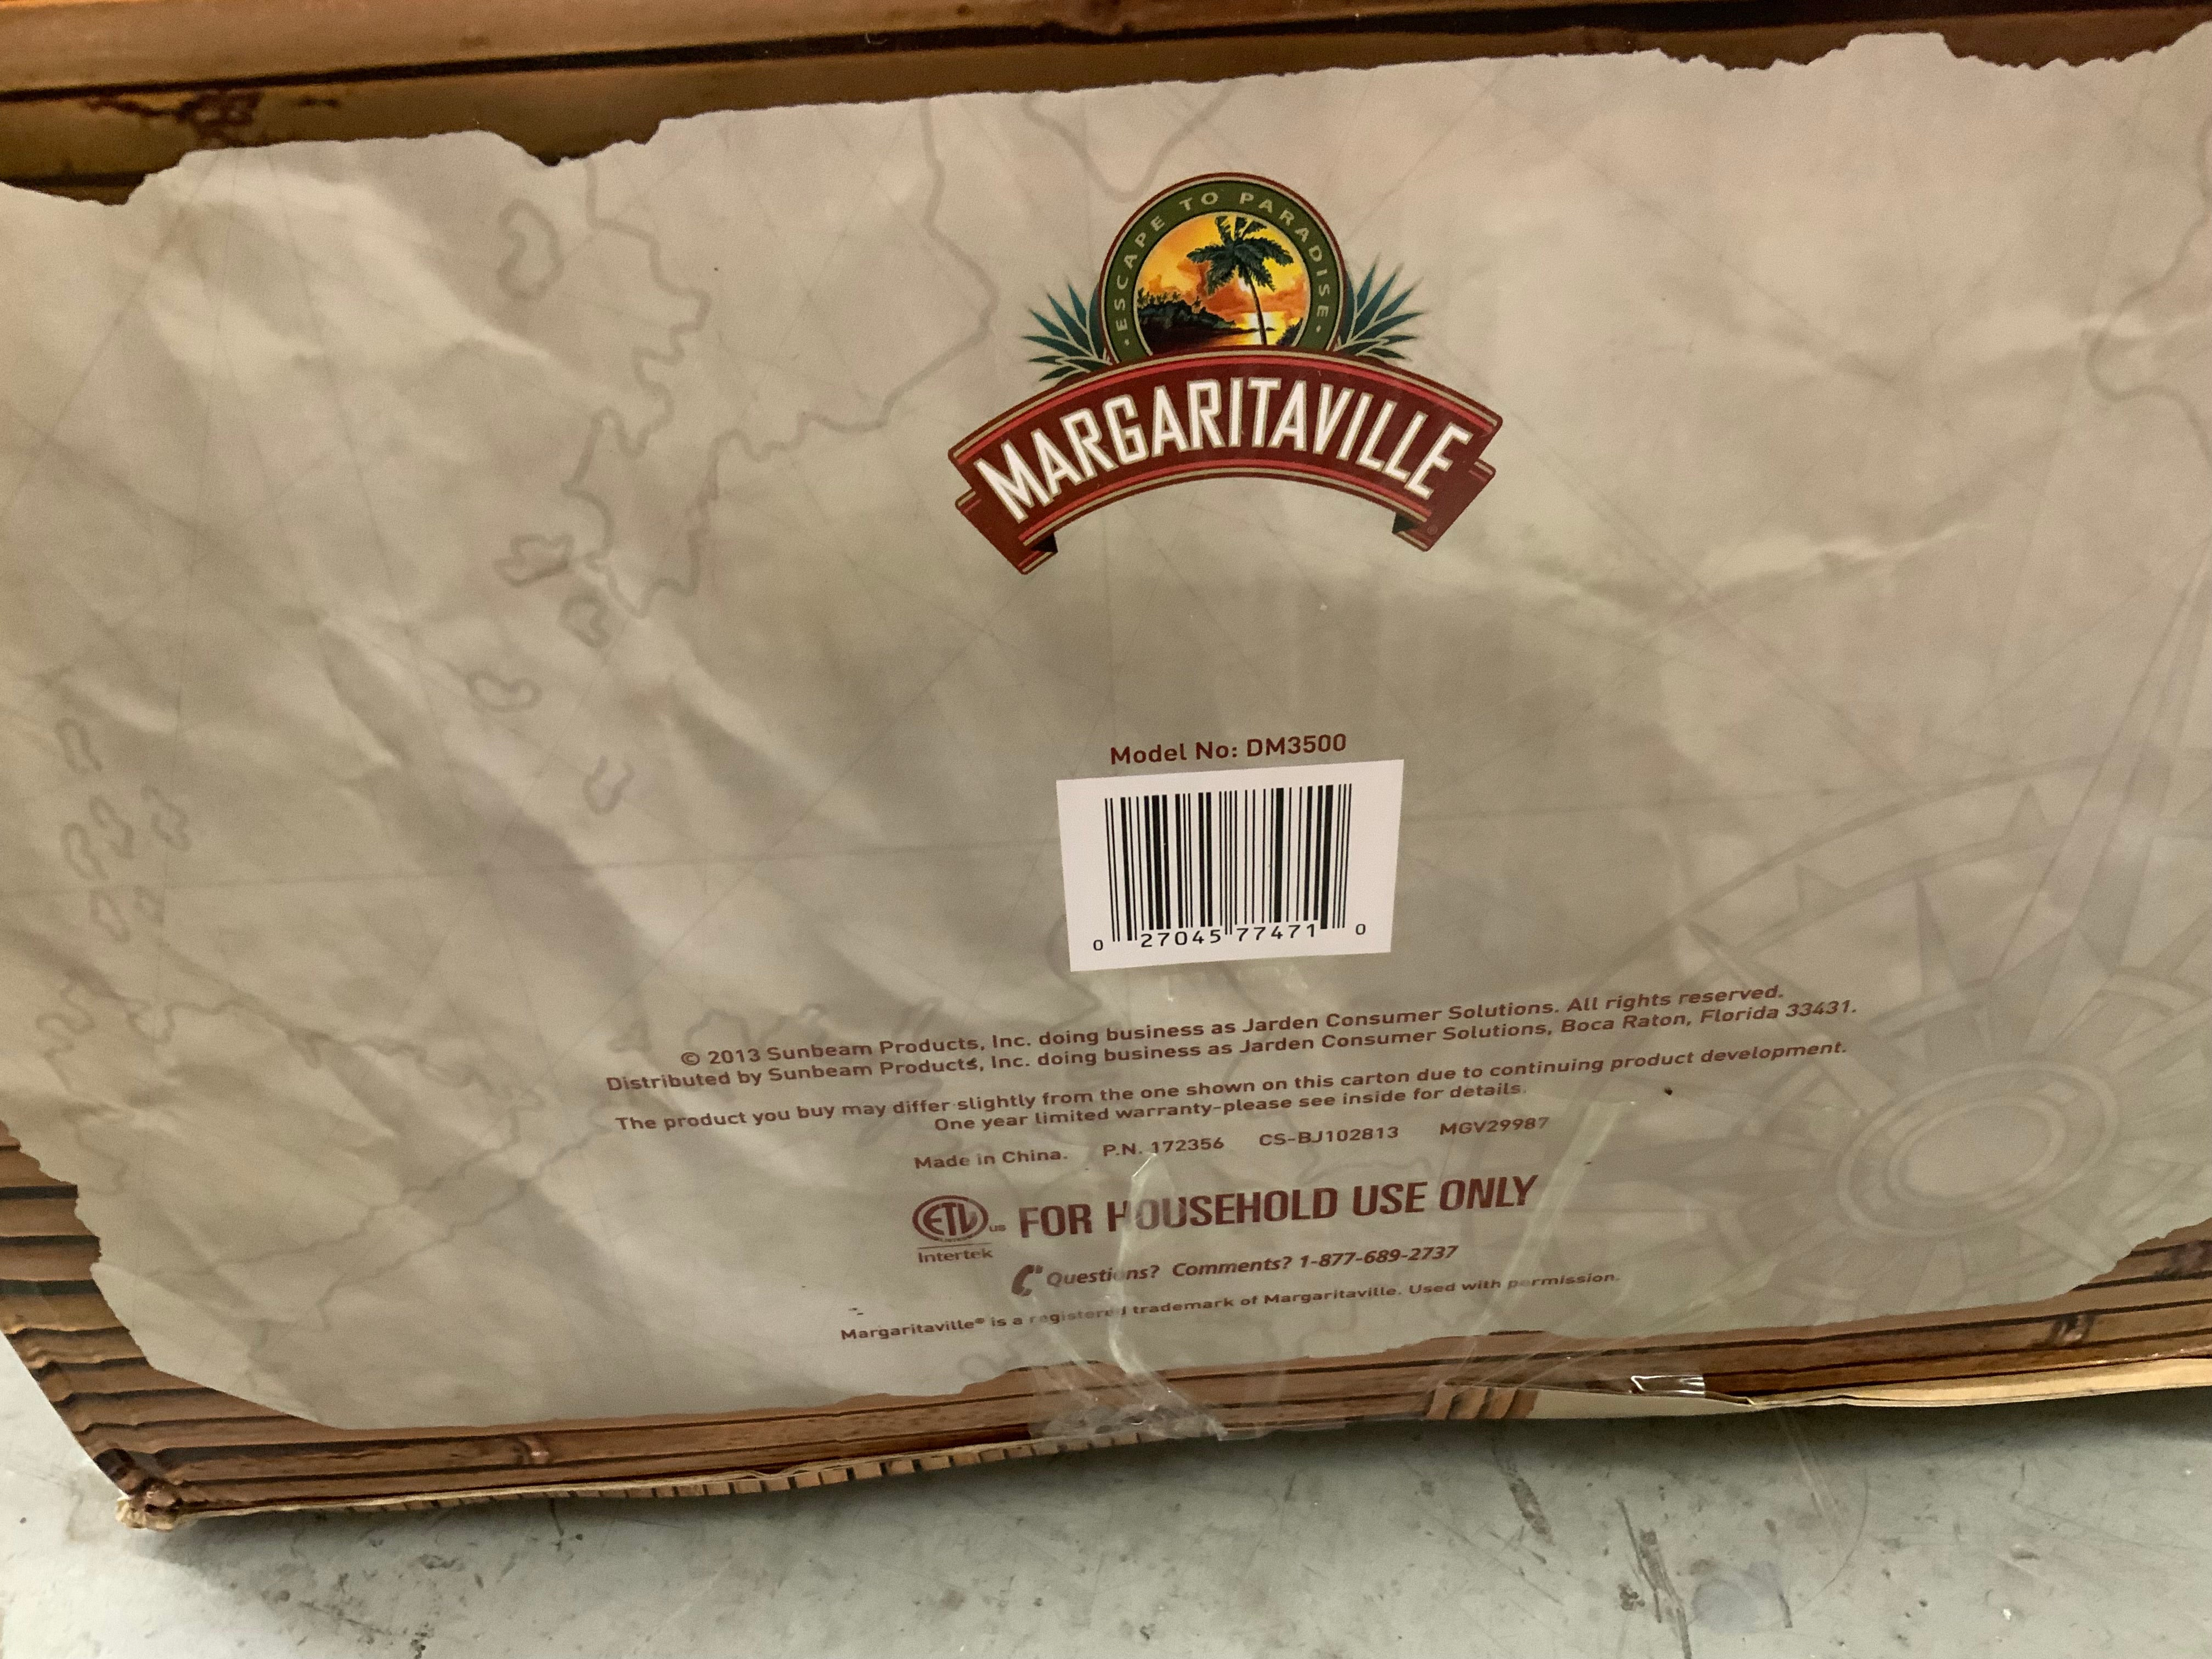 • ESCAPE TO PARADISE •
MARGARITAVILLE
Model No: DM3500
0 27045 77471 0
© 2013 Sunbeam Products, Inc. doing business as Jarden Consumer Solutions. All rights reserved.
Distributed by Sunbeam Products, Inc. doing business as Jarden Consumer Solutions, Boca Raton, Florida 33431.
The product you buy may differ slightly from the one shown on this carton due to continuing product development.
One year limited warranty-please see inside for details.
Made in China. P.N. 172356 CS-BJ102813 MGV29987
ETL US FOR HOUSEHOLD USE ONLY
Intertek
Questions? Comments? 1-877-689-2737
Margaritaville® is a registered trademark of Margaritaville. Used with permission.